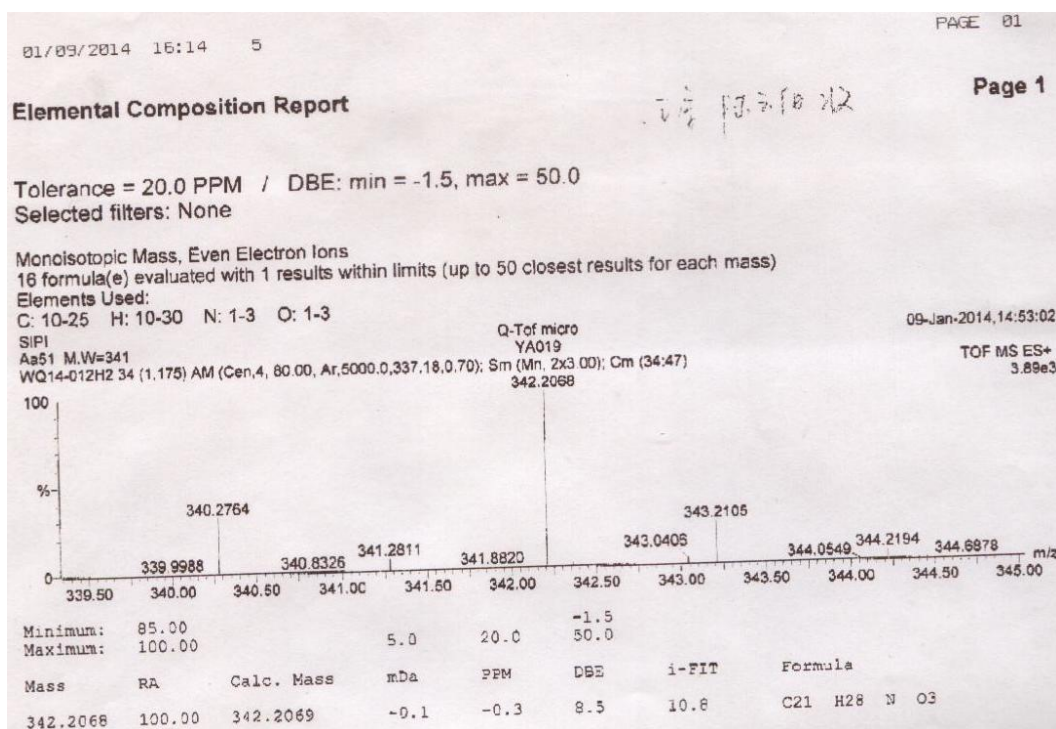 PAGE 01
01/09/2014 16:14 5
Elemental Composition Report
Page 1
Tolerance = 20.0 PPM / DBE: min = -1.5, max = 50.0
Selected filters: None
Monoisotopic Mass, Even Electron Ions
16 formula(e) evaluated with 1 results within limits (up to 50 closest results for each mass)
Elements Used:
C: 10-25 H: 10-30 N: 1-3 O: 1-3
SIPI Q-Tof micro 09-Jan-2014,14:53:02
Aa51 M.W=341 YA019 TOF MS ES+
WQ14-012H2 34 (1.175) AM (Cen,4, 80.00, Ar,5000.0,337.18,0.70); Sm (Mn, 2x3.00); Cm (34:47) 3.89e3
342.2068
100
%
340.2764 343.2105
339.9988 340.8326 341.2811 341.8820 343.0406 344.0549 344.2194 344.6878
0 m/z
339.50 340.00 340.50 341.00 341.50 342.00 342.50 343.00 343.50 344.00 344.50 345.00
Minimum: 85.00 -1.5
Maximum: 100.00 5.0 20.0 50.0
Mass RA Calc. Mass mDa PPM DBE i-FIT Formula
342.2068 100.00 342.2069 -0.1 -0.3 8.5 10.8 C21 H28 N O3